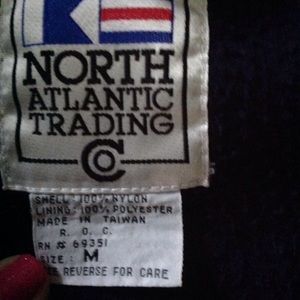 NORTH
ATLANTIC
TRADING
CO
SHELL: 100% NYLON
LINING: 100% POLYESTER
MADE IN TAIWAN
R. O. C.
RN # 69351
SIZE: M
SEE REVERSE FOR CARE